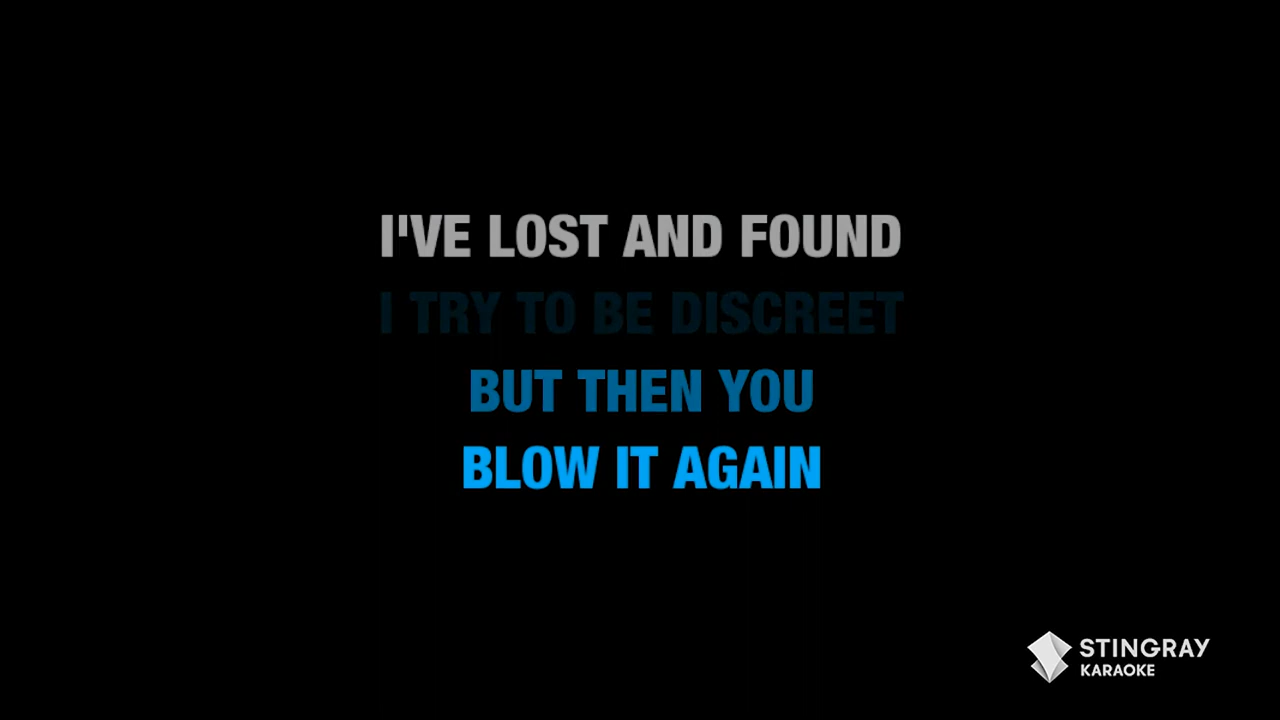 I'VE LOST AND FOUND
I TRY TO BE DISCREET
BUT THEN YOU
BLOW IT AGAIN
STINGRAY
KARAOKE